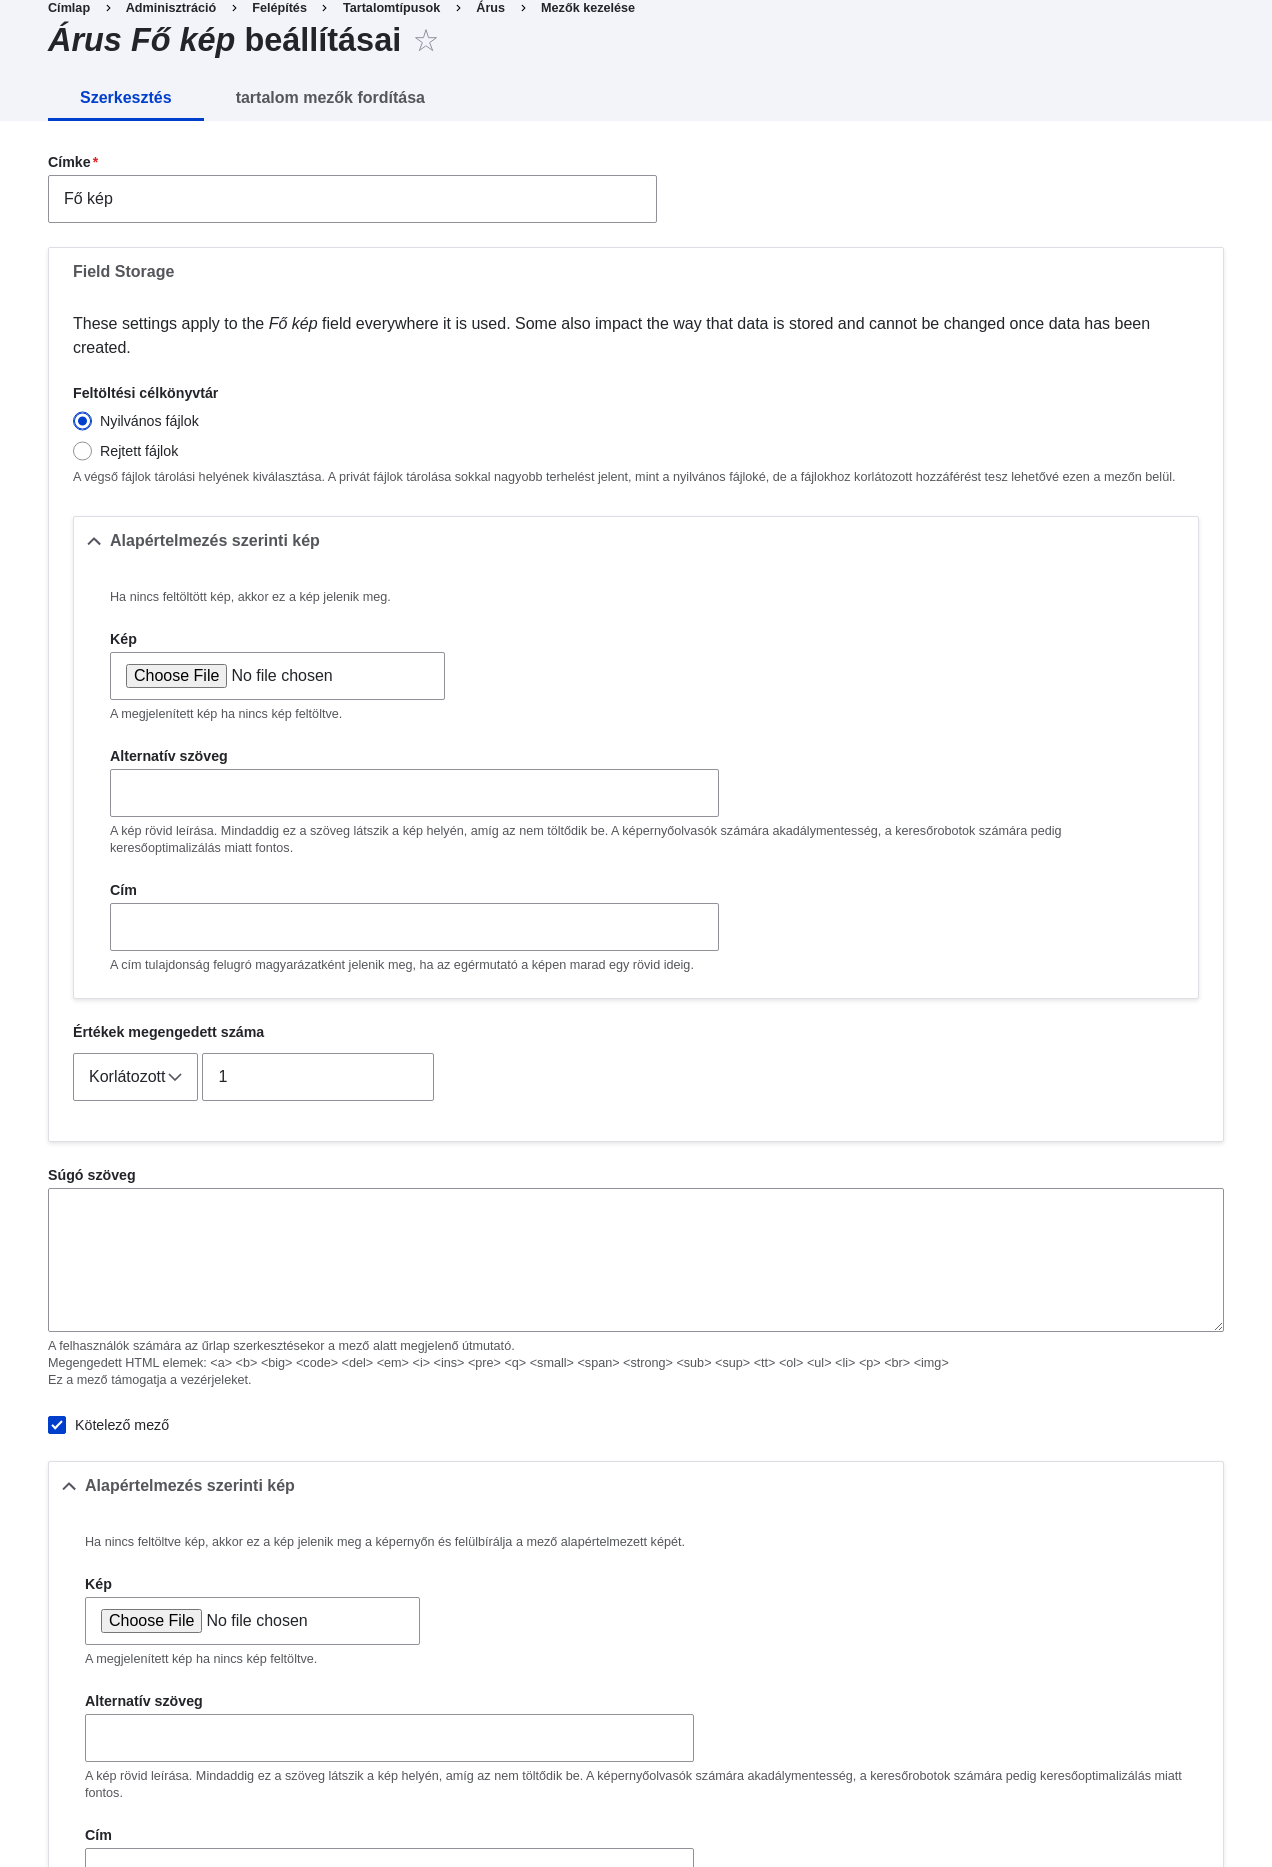 Címlap > Adminisztráció > Felépítés > Tartalomtípusok > Árus > Mezők kezelése
Árus Fő kép beállításai ☆
Szerkesztés tartalom mezők fordítása
Címke*
Fő kép
Field Storage
These settings apply to the Fő kép field everywhere it is used. Some also impact the way that data is stored and cannot be changed once data has been
created.
Feltöltési célkönyvtár
Nyilvános fájlok
Rejtett fájlok
A végső fájlok tárolási helyének kiválasztása. A privát fájlok tárolása sokkal nagyobb terhelést jelent, mint a nyilvános fájloké, de a fájlokhoz korlátozott hozzáférést tesz lehetővé ezen a mezőn belül.
Alapértelmezés szerinti kép
Ha nincs feltöltött kép, akkor ez a kép jelenik meg.
Kép
Choose File No file chosen
A megjelenített kép ha nincs kép feltöltve.
Alternatív szöveg
A kép rövid leírása. Mindaddig ez a szöveg látszik a kép helyén, amíg az nem töltődik be. A képernyőolvasók számára akadálymentesség, a keresőrobotok számára pedig
keresőoptimalizálás miatt fontos.
Cím
A cím tulajdonság felugró magyarázatként jelenik meg, ha az egérmutató a képen marad egy rövid ideig.
Értékek megengedett száma
Korlátozott 1
Súgó szöveg
A felhasználók számára az űrlap szerkesztésekor a mező alatt megjelenő útmutató.
Megengedett HTML elemek: <a> <b> <big> <code> <del> <em> <i> <ins> <pre> <q> <small> <span> <strong> <sub> <sup> <tt> <ol> <ul> <li> <p> <br> <img>
Ez a mező támogatja a vezérjeleket.
Kötelező mező
Alapértelmezés szerinti kép
Ha nincs feltöltve kép, akkor ez a kép jelenik meg a képernyőn és felülbírálja a mező alapértelmezett képét.
Kép
Choose File No file chosen
A megjelenített kép ha nincs kép feltöltve.
Alternatív szöveg
A kép rövid leírása. Mindaddig ez a szöveg látszik a kép helyén, amíg az nem töltődik be. A képernyőolvasók számára akadálymentesség, a keresőrobotok számára pedig keresőoptimalizálás miatt
fontos.
Cím